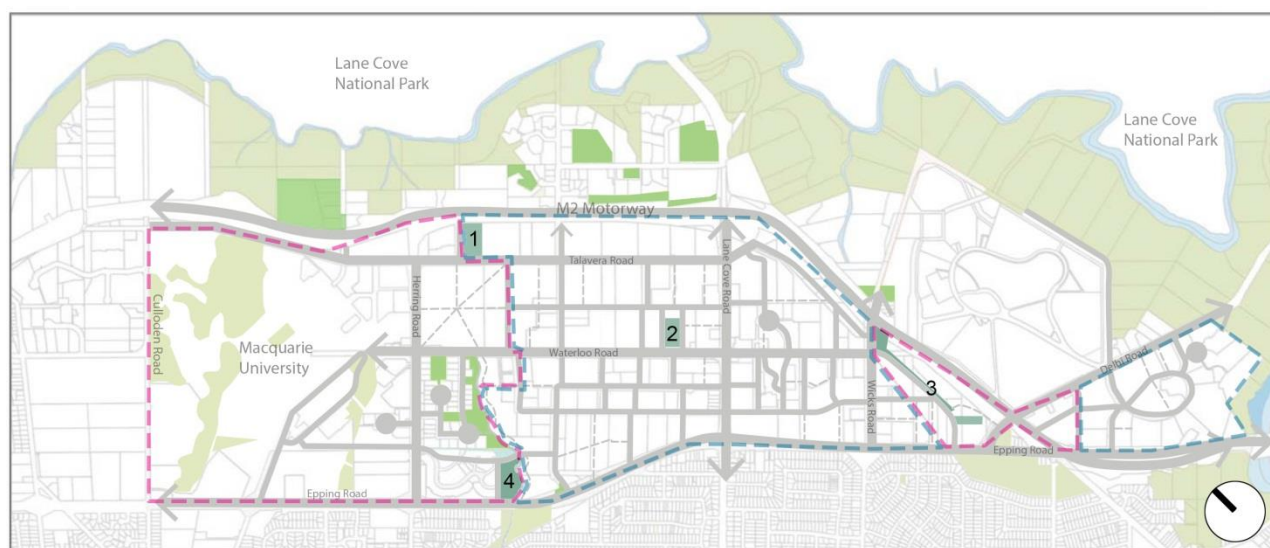 Lane Cove
National Park
Lane Cove
National Park
M2 Motorway
1
Talavera Road
Lane Cove Road
Herring Road
Culloden Road
2
Waterloo Road
Macquarie
University
Delhi Road
3
Wicks Road
Epping Road
4
Epping Road